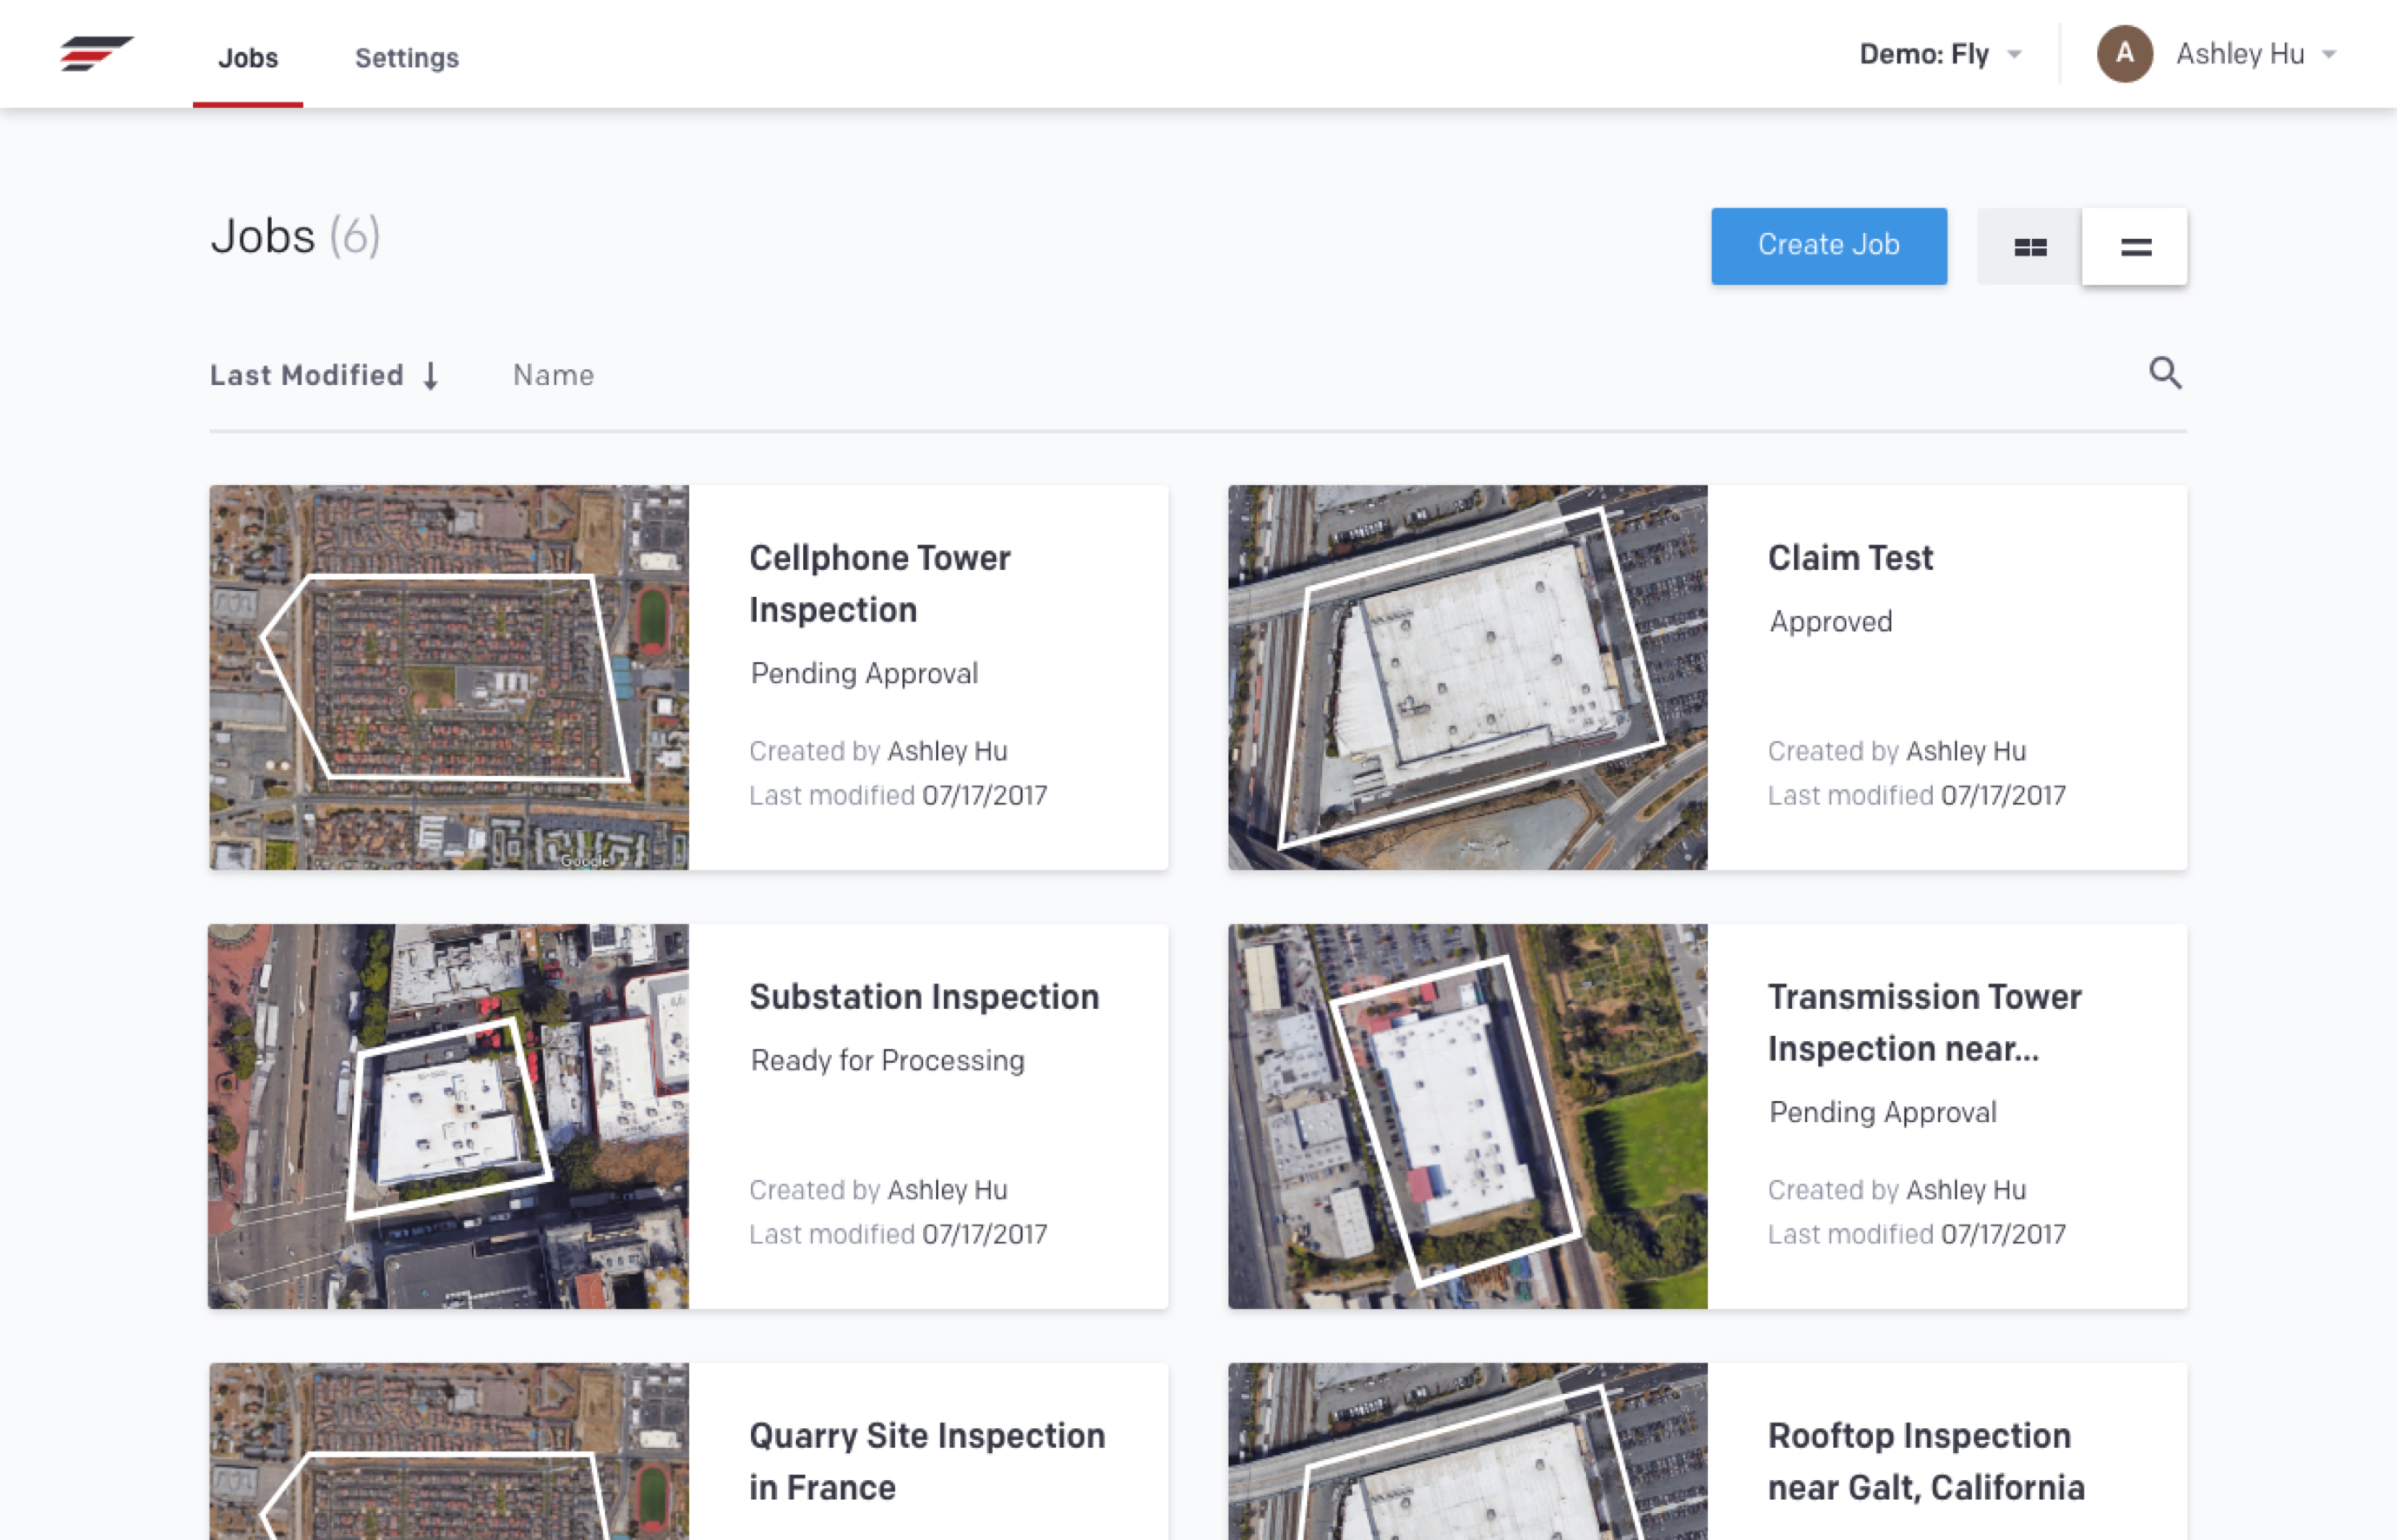 Jobs
Settings
Demo: Fly
A
Ashley Hu
Jobs (6)
Create Job
Last Modified ↓
Name
Cellphone Tower
Inspection
Pending Approval
Created by Ashley Hu
Last modified 07/17/2017
Google
Claim Test
Approved
Created by Ashley Hu
Last modified 07/17/2017
Substation Inspection
Ready for Processing
Created by Ashley Hu
Last modified 07/17/2017
Transmission Tower
Inspection near...
Pending Approval
Created by Ashley Hu
Last modified 07/17/2017
Quarry Site Inspection
in France
Rooftop Inspection
near Galt, California